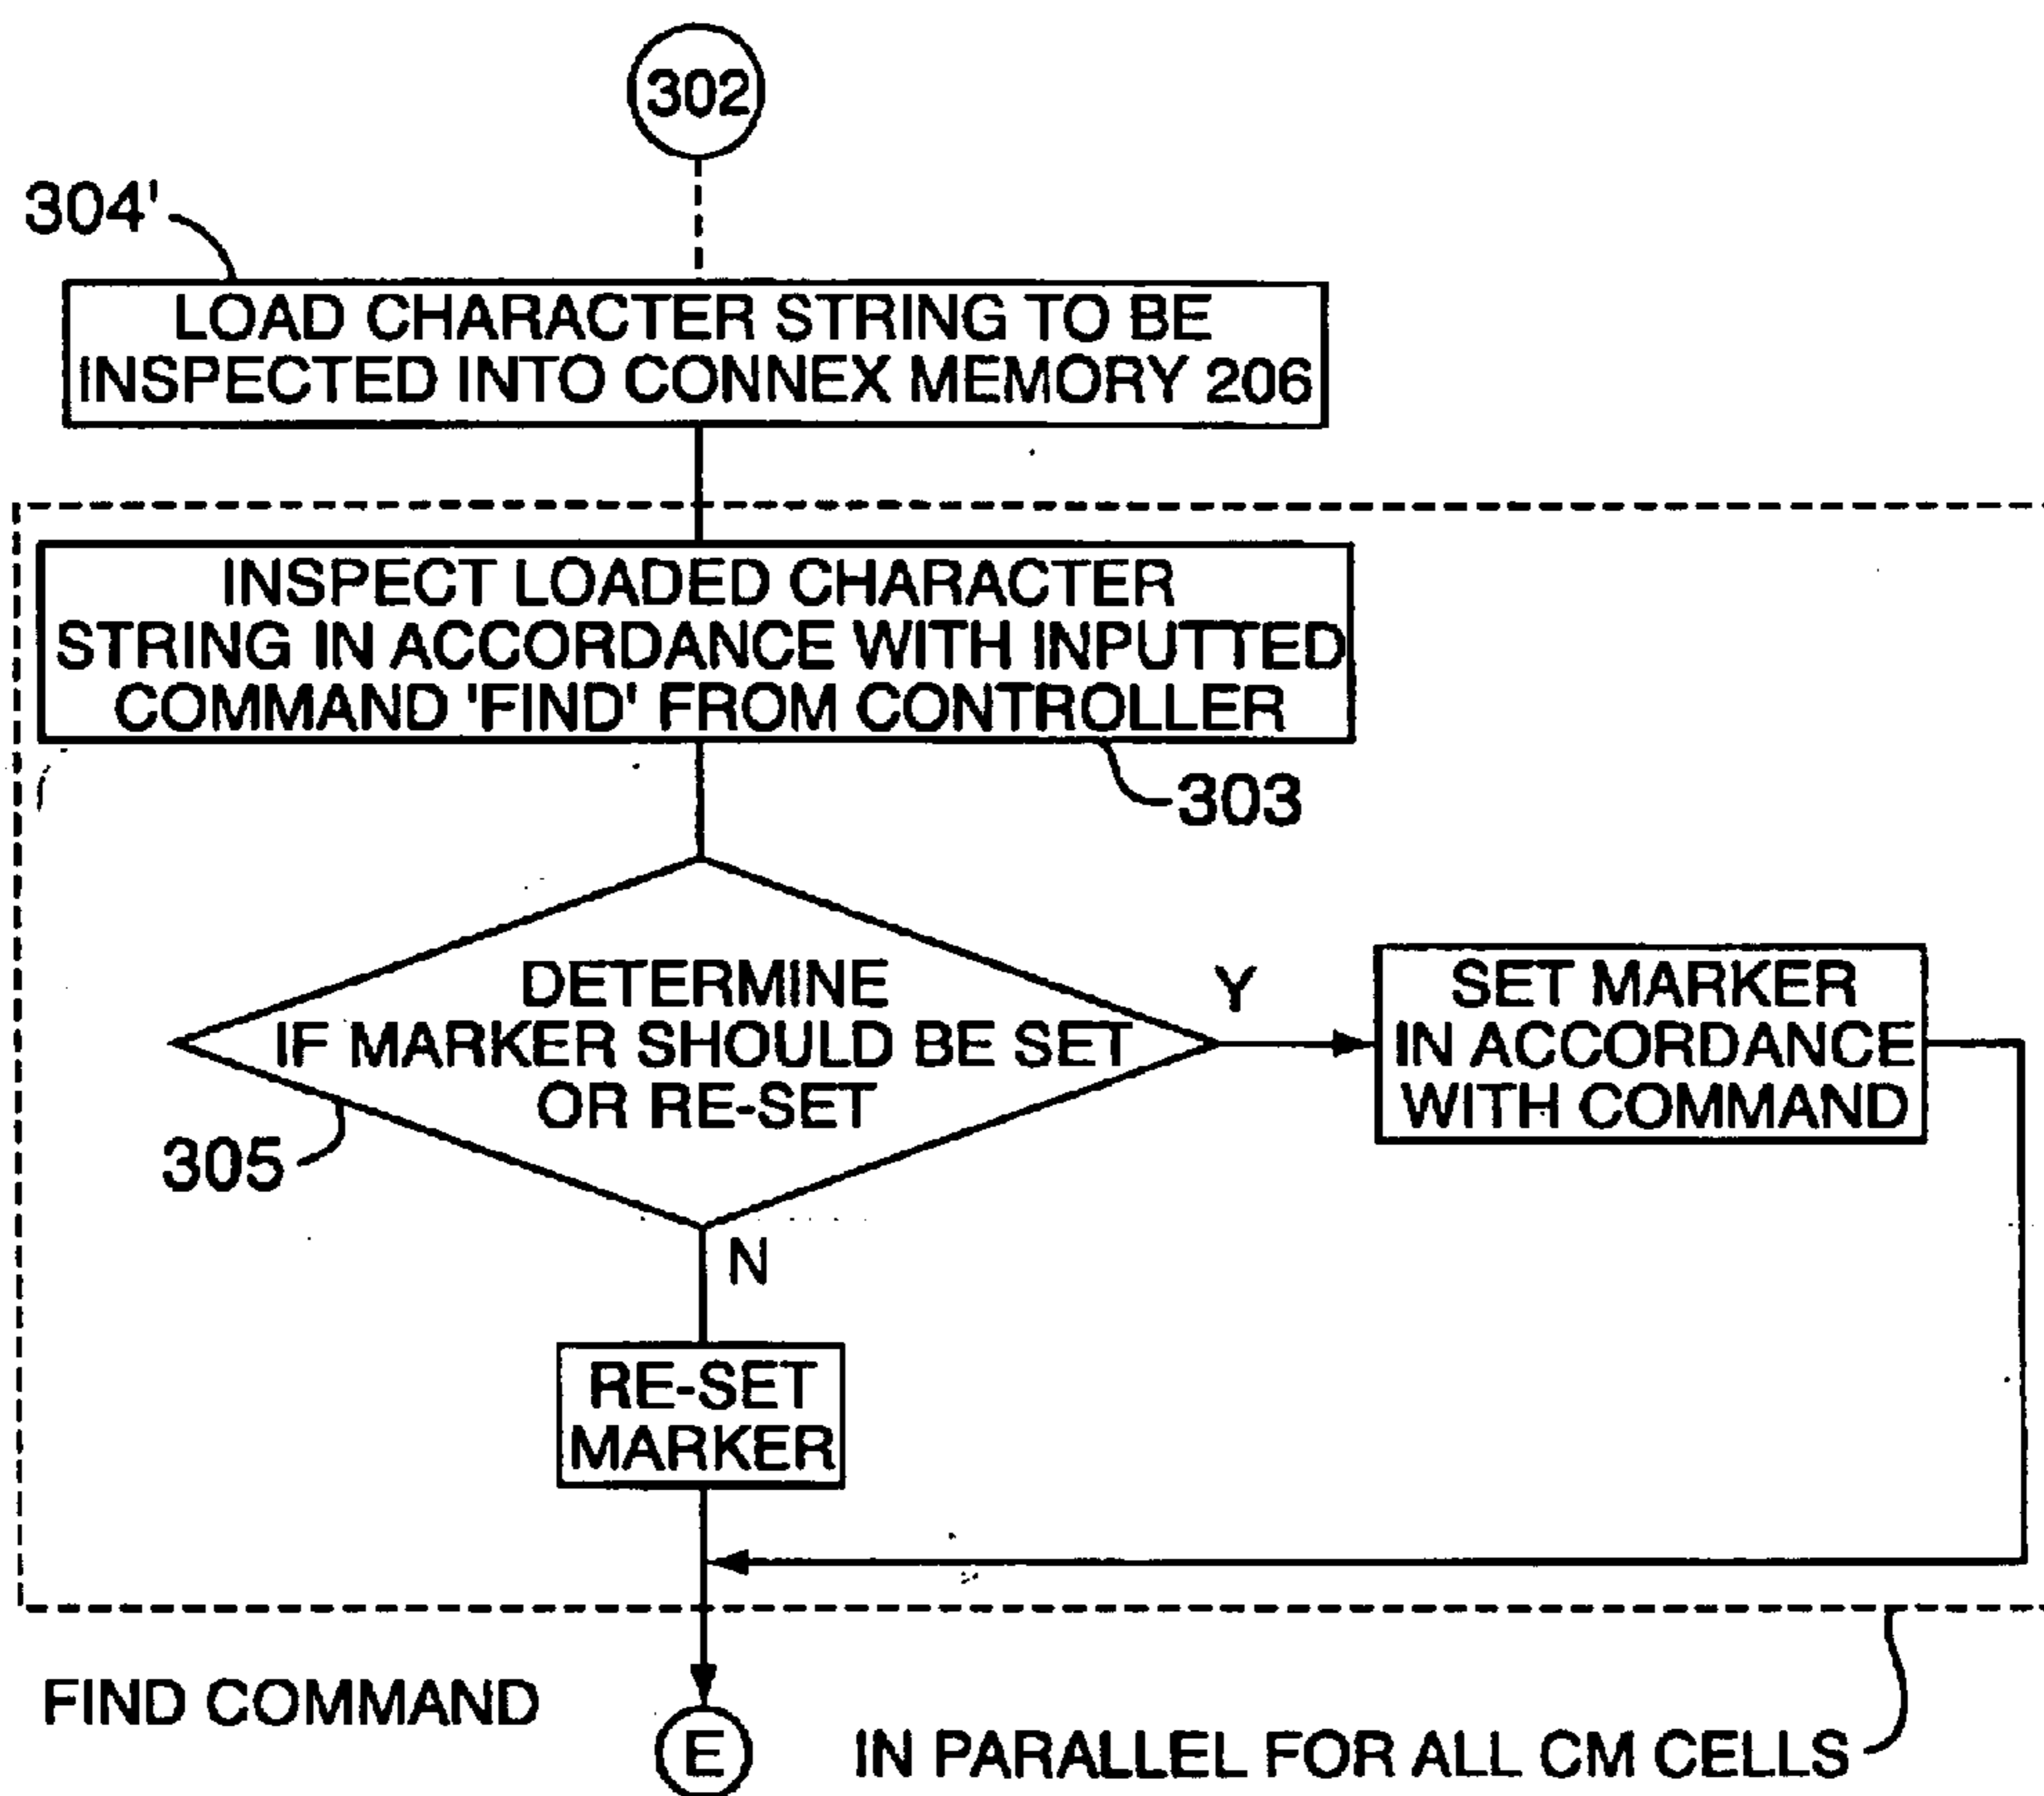 302
304'
LOAD CHARACTER STRING TO BE
INSPECTED INTO CONNEX MEMORY 206
INSPECT LOADED CHARACTER
STRING IN ACCORDANCE WITH INPUTTED
COMMAND 'FIND' FROM CONTROLLER
303
DETERMINE
IF MARKER SHOULD BE SET
OR RE-SET
Y
SET MARKER
IN ACCORDANCE
WITH COMMAND
305
N
RE-SET
MARKER
FIND COMMAND
E
IN PARALLEL FOR ALL CM CELLS